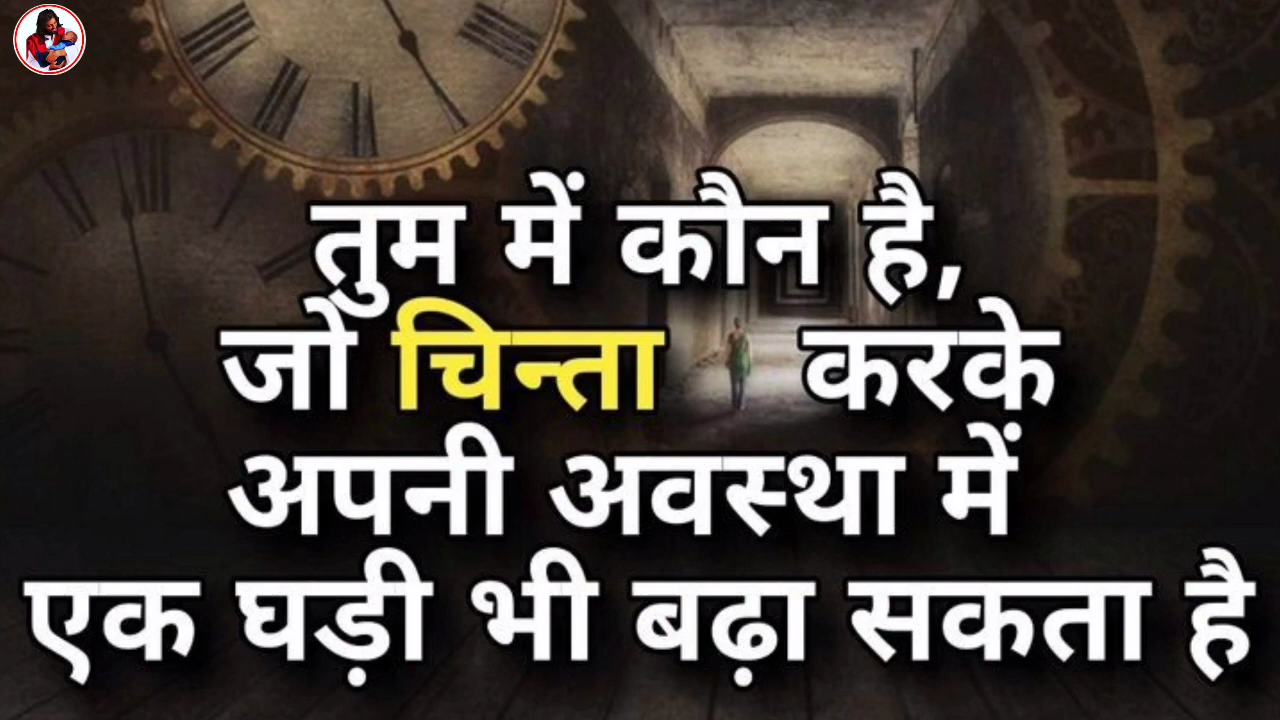 तुम में कौन है,
जो चिन्ता करके
अपनी अवस्था में
एक घड़ी भी बढ़ा सकता है